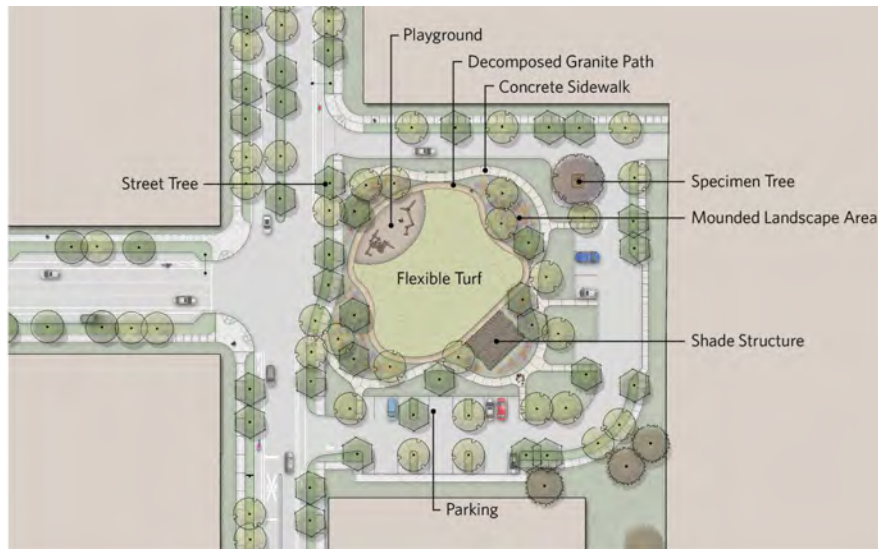 Playground
Decomposed Granite Path
Concrete Sidewalk
Street Tree
Specimen Tree
Mounded Landscape Area
Flexible Turf
Shade Structure
Parking